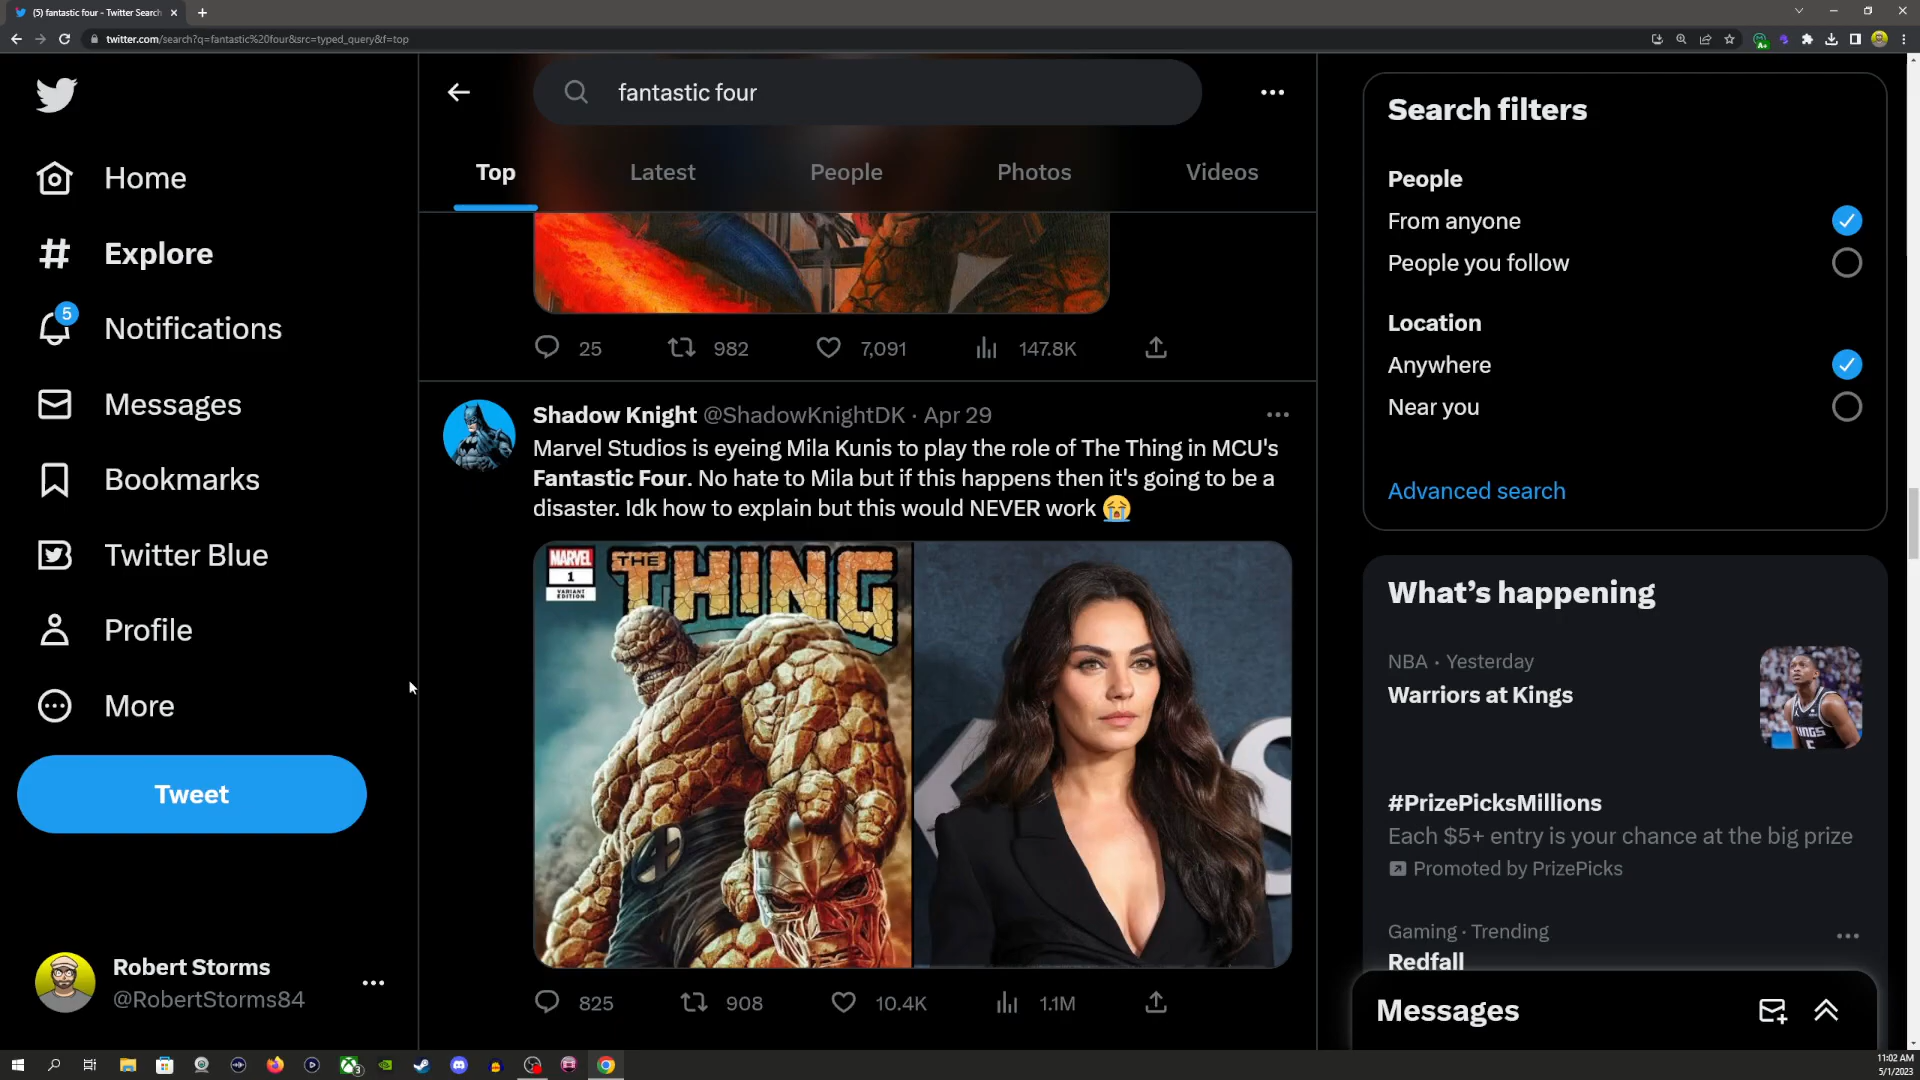 (5) fantastic four - Twitter Search
twitter.com/search?q=fantastic%20four&src=typed_query&f=top
Home
Explore
5
Notifications
Messages
Bookmarks
Twitter Blue
Profile
More
Tweet
Robert Storms
@RobertStorms84
fantastic four
Top Latest People Photos Videos
25 982 7,091 147.8K
Shadow Knight @ShadowKnightDK · Apr 29
Marvel Studios is eyeing Mila Kunis to play the role of The Thing in MCU's
Fantastic Four. No hate to Mila but if this happens then it's going to be a
disaster. Idk how to explain but this would NEVER work 😭
MARVEL
1
VARIANT
EDITION
THE
THING
825 908 10.4K 1.1M
Search filters
People
From anyone
People you follow
Location
Anywhere
Near you
Advanced search
What's happening
NBA · Yesterday
Warriors at Kings
KINGS
5
#PrizePicksMillions
Each $5+ entry is your chance at the big prize
Promoted by PrizePicks
Gaming · Trending
Redfall
Messages
A+
3
11:02 AM
5/1/2023